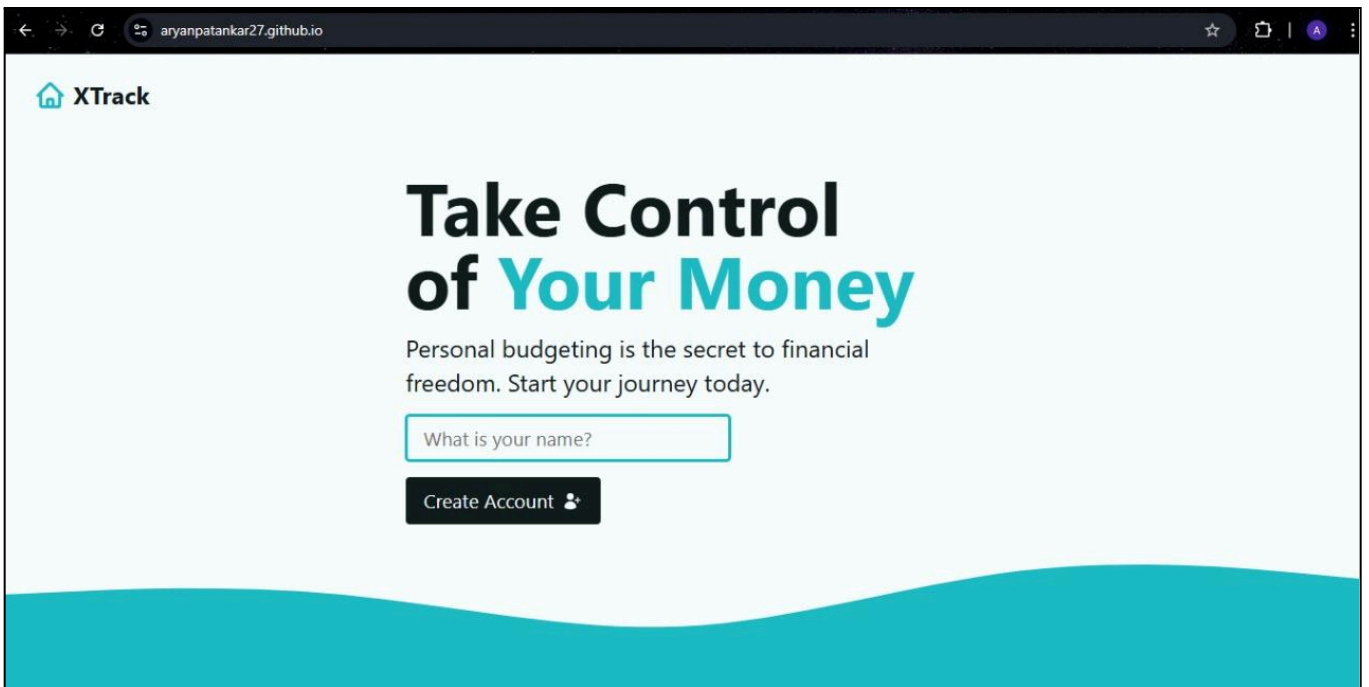 aryanpatankar27.github.io
A
XTrack
Take Control
of Your Money
Personal budgeting is the secret to financial
freedom. Start your journey today.
What is your name?
Create Account